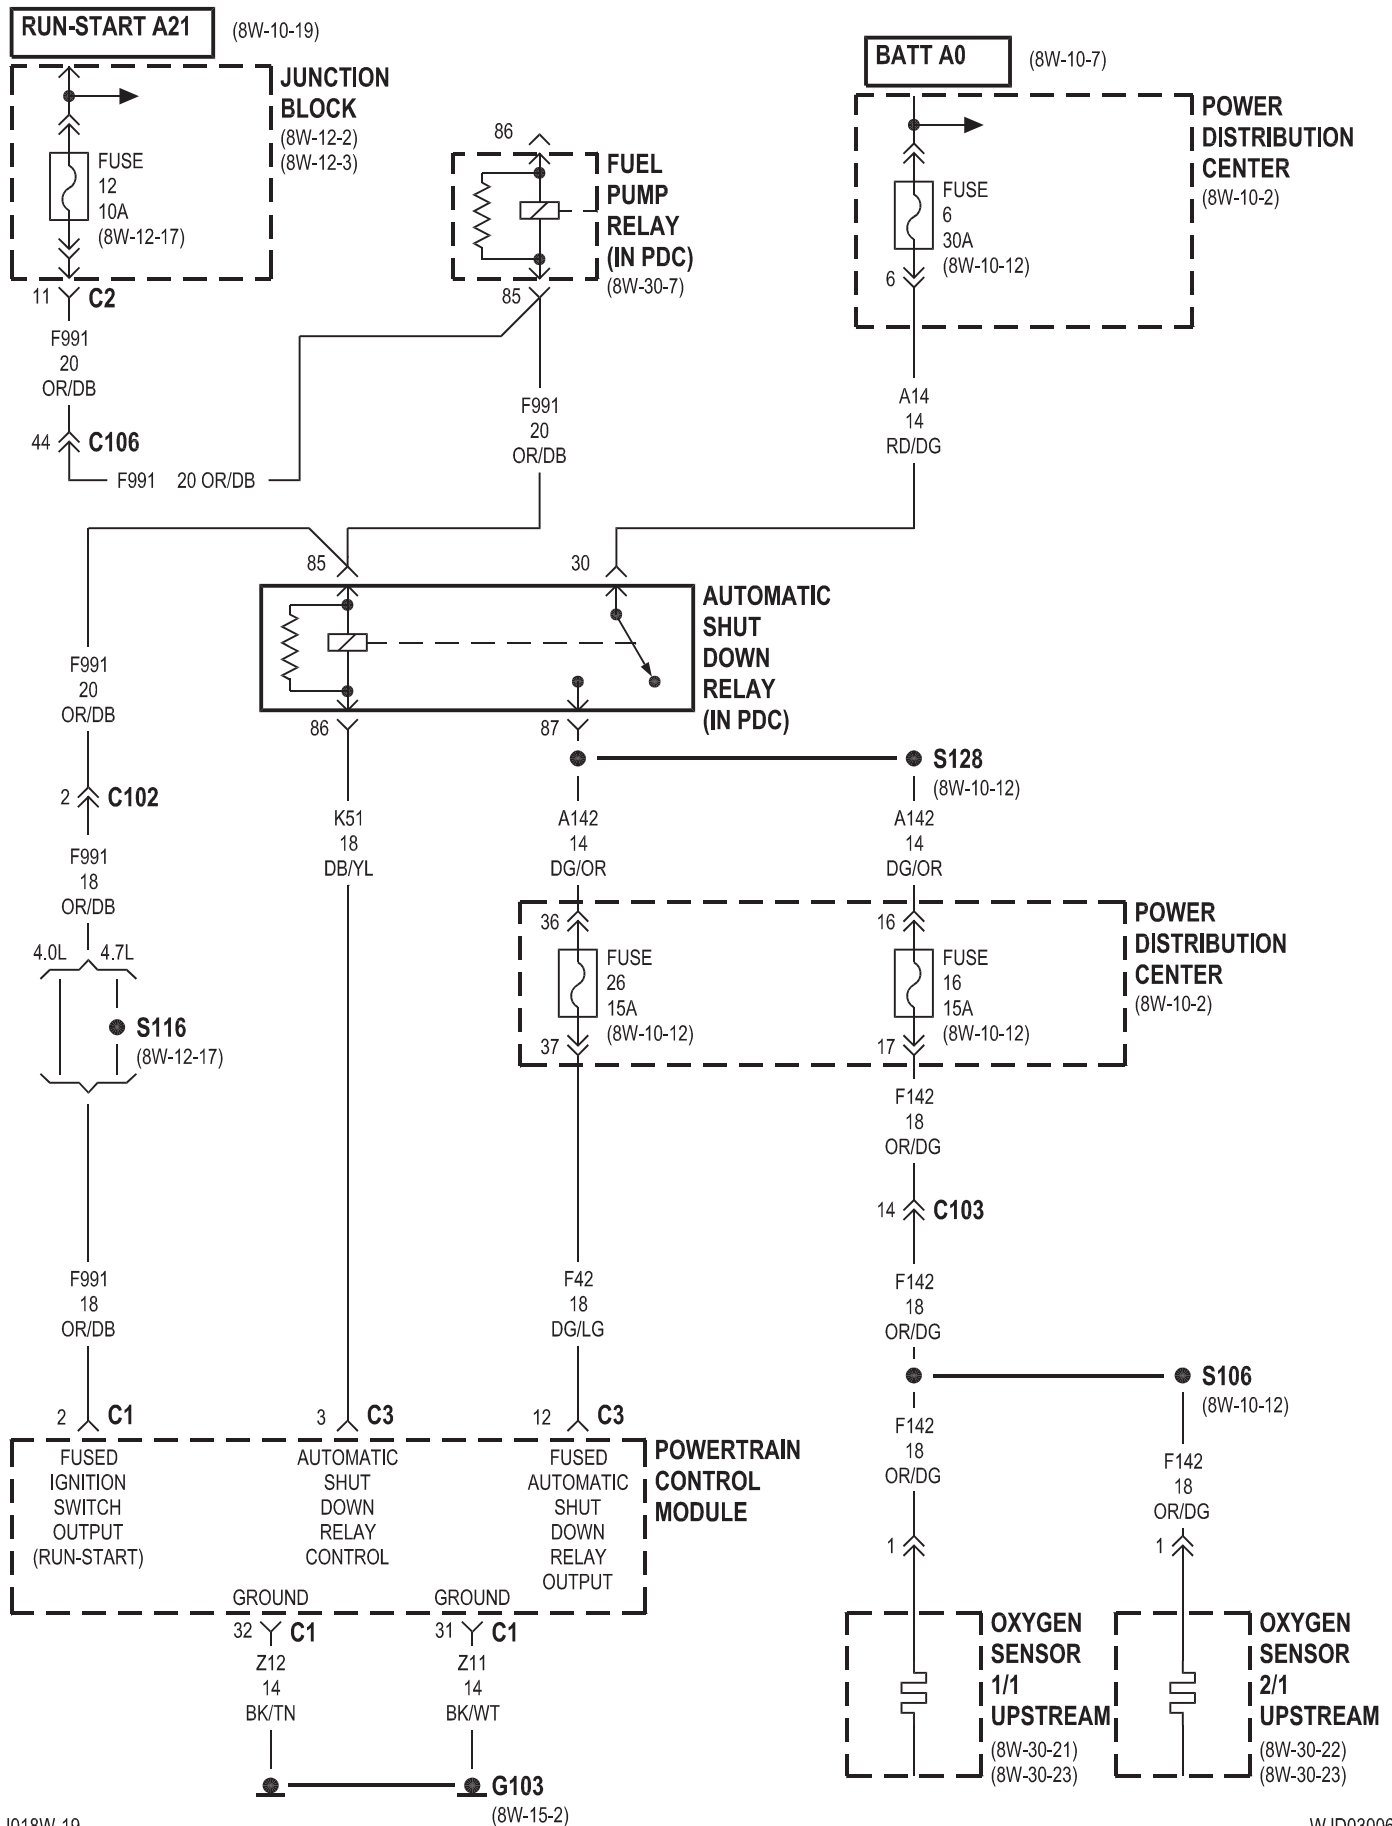 RUN-START A21
(8W-10-19)
BATT A0
(8W-10-7)
JUNCTION
BLOCK
(8W-12-2)
(8W-12-3)
FUSE
12
10A
(8W-12-17)
11
C2
F991
20
OR/DB
44
C106
F991
20 OR/DB
86
FUEL
PUMP
RELAY
(IN PDC)
(8W-30-7)
85
F991
20
OR/DB
POWER
DISTRIBUTION
CENTER
(8W-10-2)
FUSE
6
30A
(8W-10-12)
6
A14
14
RD/DG
85
30
AUTOMATIC
SHUT
DOWN
RELAY
(IN PDC)
86
87
F991
20
OR/DB
2
C102
F991
18
OR/DB
4.0L
4.7L
S116
(8W-12-17)
F991
18
OR/DB
K51
18
DB/YL
S128
(8W-10-12)
A142
14
DG/OR
A142
14
DG/OR
POWER
DISTRIBUTION
CENTER
(8W-10-2)
36
FUSE
26
15A
(8W-10-12)
37
16
FUSE
16
15A
(8W-10-12)
17
F142
18
OR/DG
14
C103
F42
18
DG/LG
F142
18
OR/DG
S106
(8W-10-12)
F142
18
OR/DG
F142
18
OR/DG
1
1
2
C1
3
C3
12
C3
POWERTRAIN
CONTROL
MODULE
FUSED
IGNITION
SWITCH
OUTPUT
(RUN-START)
AUTOMATIC
SHUT
DOWN
RELAY
CONTROL
FUSED
AUTOMATIC
SHUT
DOWN
RELAY
OUTPUT
GROUND
GROUND
32
C1
31
C1
Z12
14
BK/TN
Z11
14
BK/WT
G103
(8W-15-2)
OXYGEN
SENSOR
1/1
UPSTREAM
(8W-30-21)
(8W-30-23)
OXYGEN
SENSOR
2/1
UPSTREAM
(8W-30-22)
(8W-30-23)